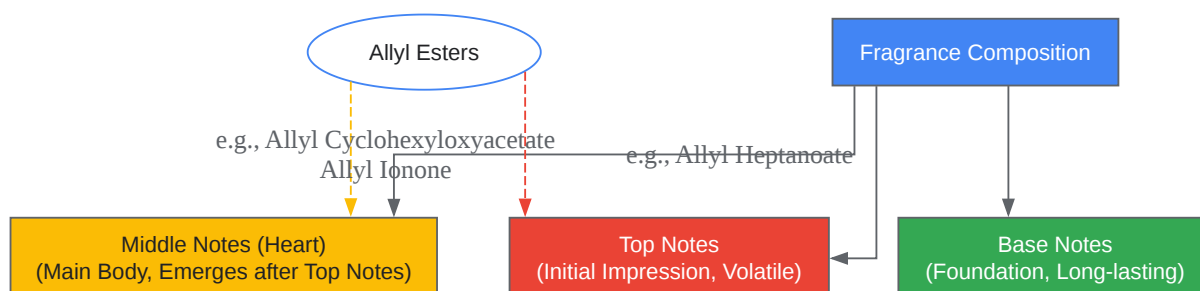 Allyl Esters
Fragrance Composition
e.g., Allyl Cyclohexyloxyacetate
Allyl Ionone
e.g., Allyl Heptanoate
Middle Notes (Heart)
(Main Body, Emerges after Top Notes)
Top Notes
(Initial Impression, Volatile)
Base Notes
(Foundation, Long-lasting)